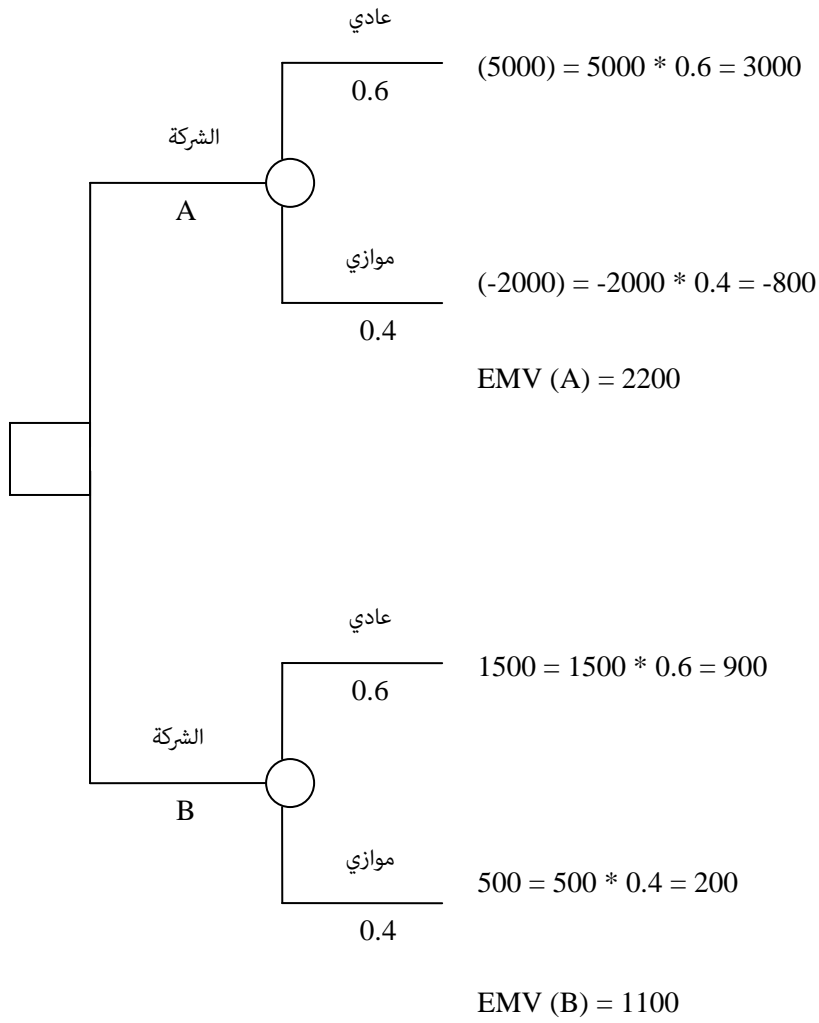 عادي
(5000) = 5000 * 0.6 = 3000
0.6
الشركة
A
موازي
(-2000) = -2000 * 0.4 = -800
0.4
EMV (A) = 2200
عادي
1500 = 1500 * 0.6 = 900
0.6
الشركة
B
موازي
500 = 500 * 0.4 = 200
0.4
EMV (B) = 1100